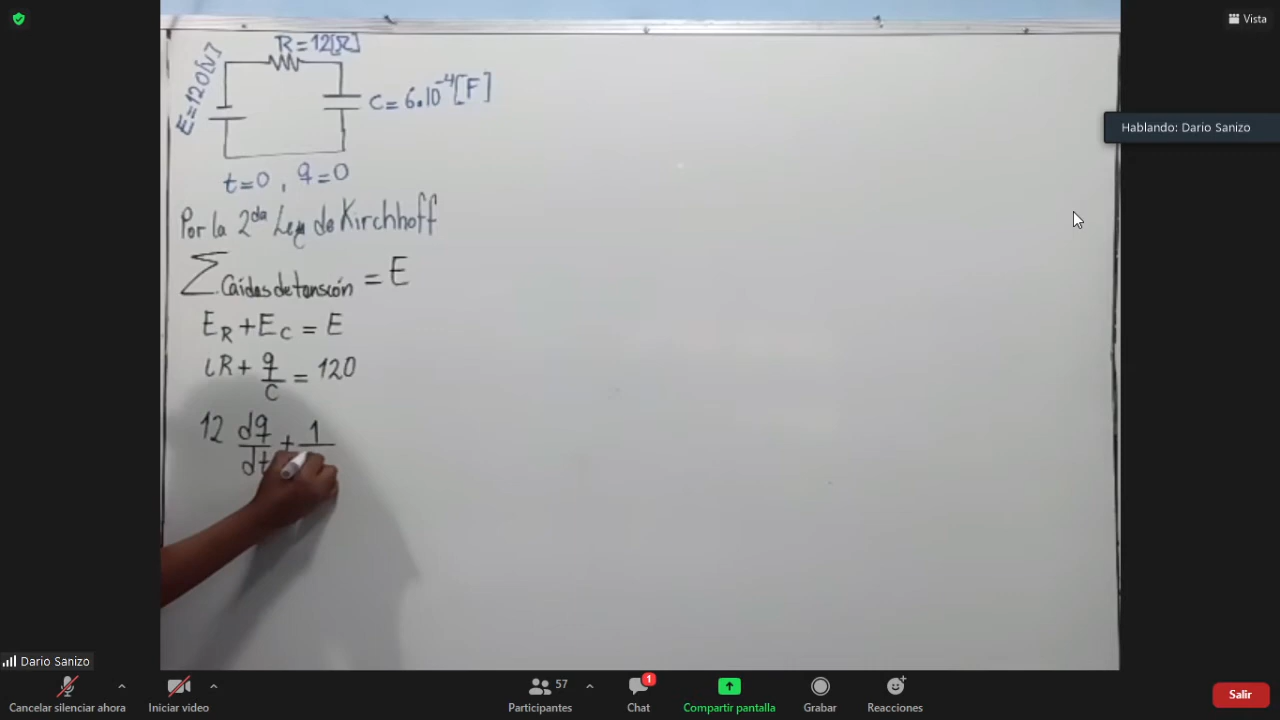 Vista
Hablando: Dario Sanizo
R=12[Ω]
E=120[V]
C=6.10⁻⁴[F]
t=0, q=0
Por la 2da Ley de Kirchhoff
∑ Caídas de tensión = E
E_R + E_C = E
iR + q/C = 120
12 dq/dt + 1
Dario Sanizo
Cancelar silenciar ahora
Iniciar video
57
Participantes
1
Chat
Compartir pantalla
Grabar
Reacciones
Salir